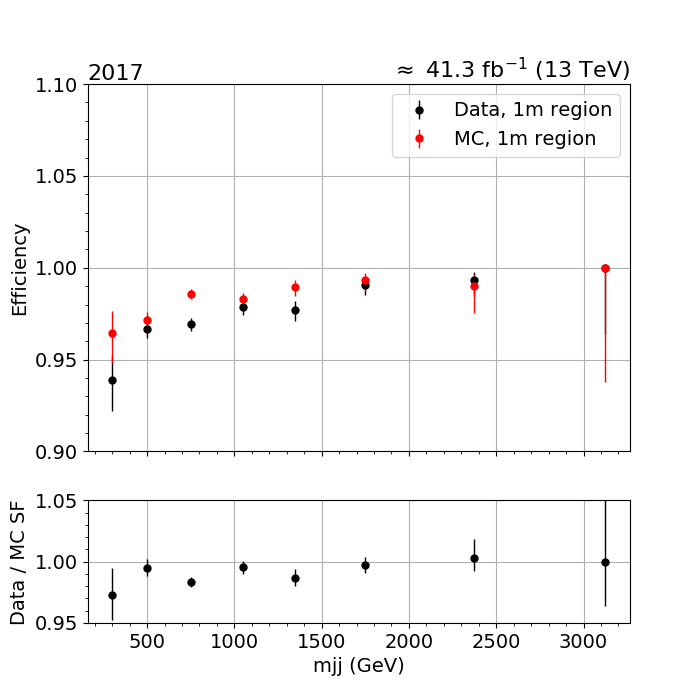 2017
≈ 41.3 fb⁻¹ (13 TeV)
1.10
1.05
1.00
0.95
0.90
Efficiency
Data, 1m region
MC, 1m region
1.05
1.00
0.95
Data / MC SF
500
1000
1500
2000
2500
3000
mjj (GeV)